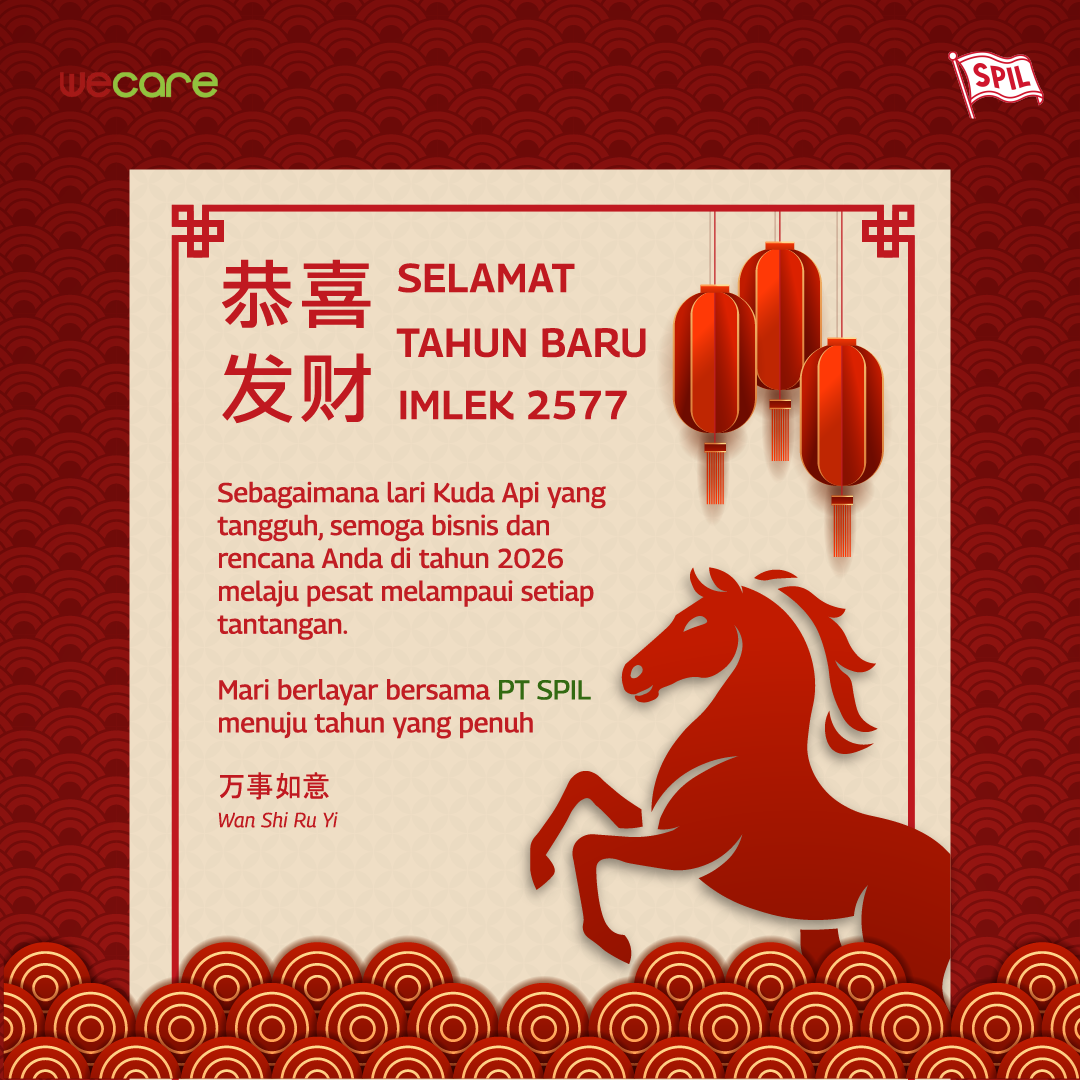 wecare
SPIL
恭喜
发财
SELAMAT
TAHUN BARU
IMLEK 2577
Sebagaimana lari Kuda Api yang
tangguh, semoga bisnis dan
rencana Anda di tahun 2026
melaju pesat melampaui setiap
tantangan.
Mari berlayar bersama PT SPIL
menuju tahun yang penuh
万事如意
Wan Shi Ru Yi